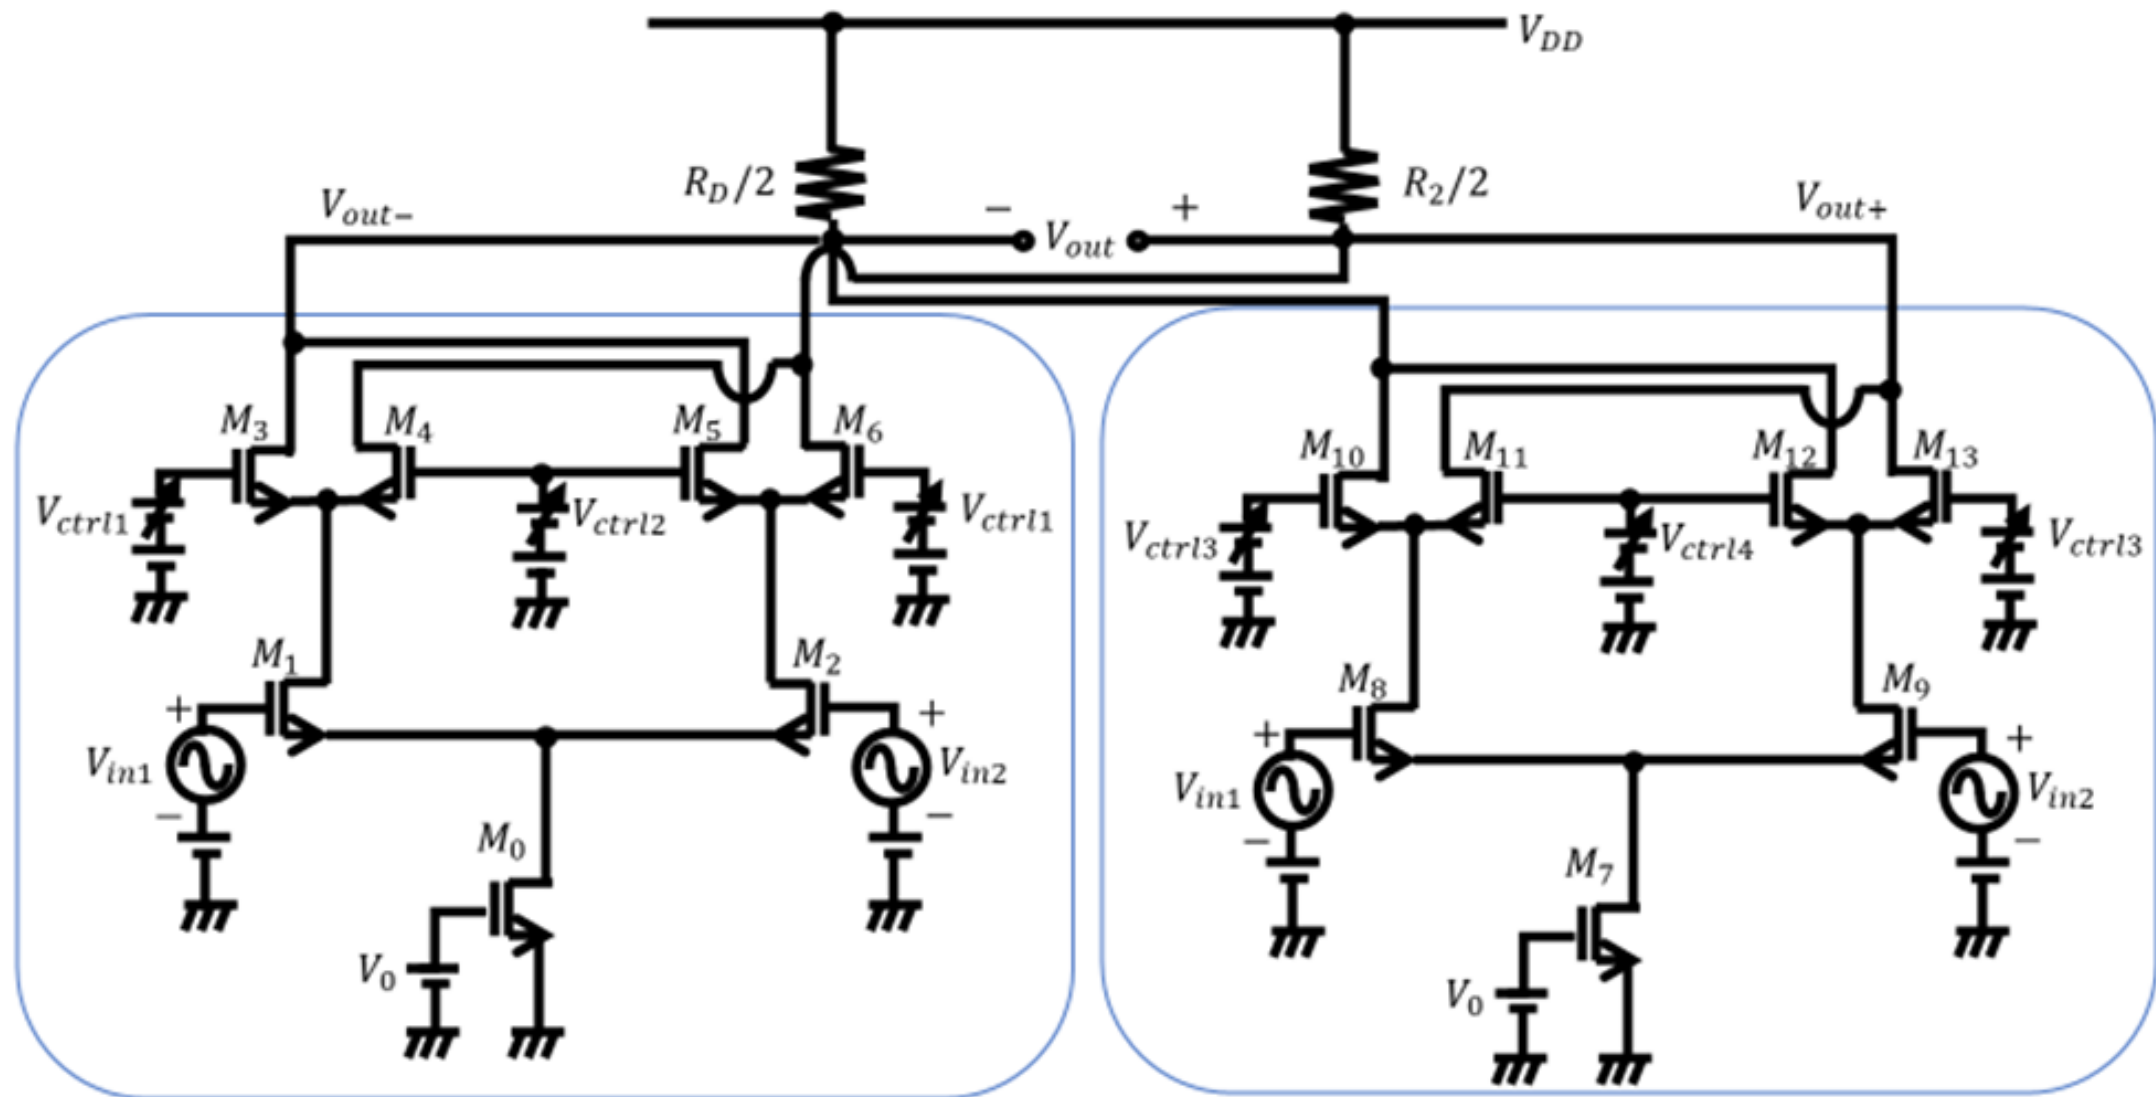 V_DD
R_D/2
R_2/2
V_out−
− V_out +
V_out+
M_3
M_4
M_5
M_6
V_ctrl1
V_ctrl2
V_ctrl1
M_10
M_11
M_12
M_13
V_ctrl3
V_ctrl4
V_ctrl3
M_1
M_2
+
V_in1
−
+
V_in2
−
M_8
M_9
+
V_in1
−
+
V_in2
−
M_0
V_0
M_7
V_0